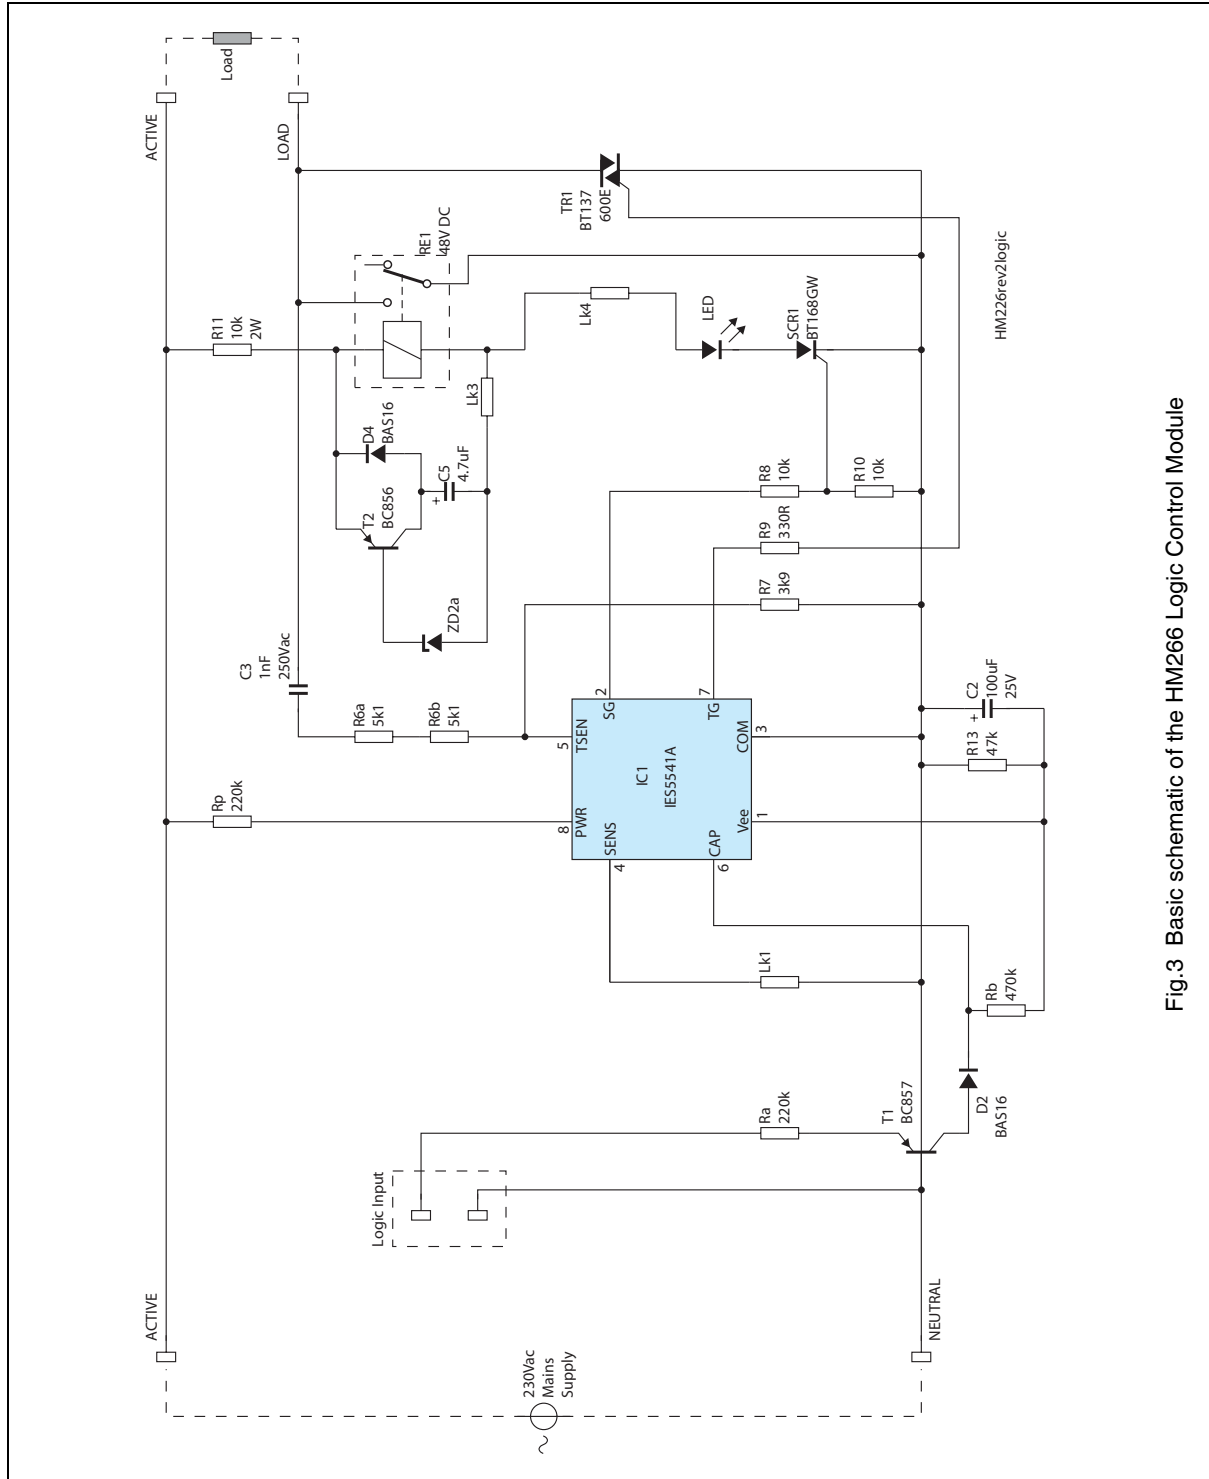 ACTIVE
ACTIVE
Load
LOAD
230Vac
Mains
Supply
~
NEUTRAL
Logic Input
Ra
220k
T1
BC857
D2
BAS16
Rb
470k
Lk1
Rp
220k
C3
1nF
250Vac
R6a
5k1
R6b
5k1
IC1
IES5541A
8
PWR
5
TSEN
4
SENS
2
SG
6
CAP
7
TG
1
Vee
3
COM
R11
10k
2W
RE1
48V DC
T2
BC856
D4
BAS16
+
C5
4.7uF
ZD2a
Lk3
Lk4
LED
SCR1
BT168GW
TR1
BT137
600E
R7
3k9
R9
330R
R8
10k
R10
10k
R13
47k
+
C2
100uF
25V
HM226rev2logic
Fig.3 Basic schematic of the HM266 Logic Control Module